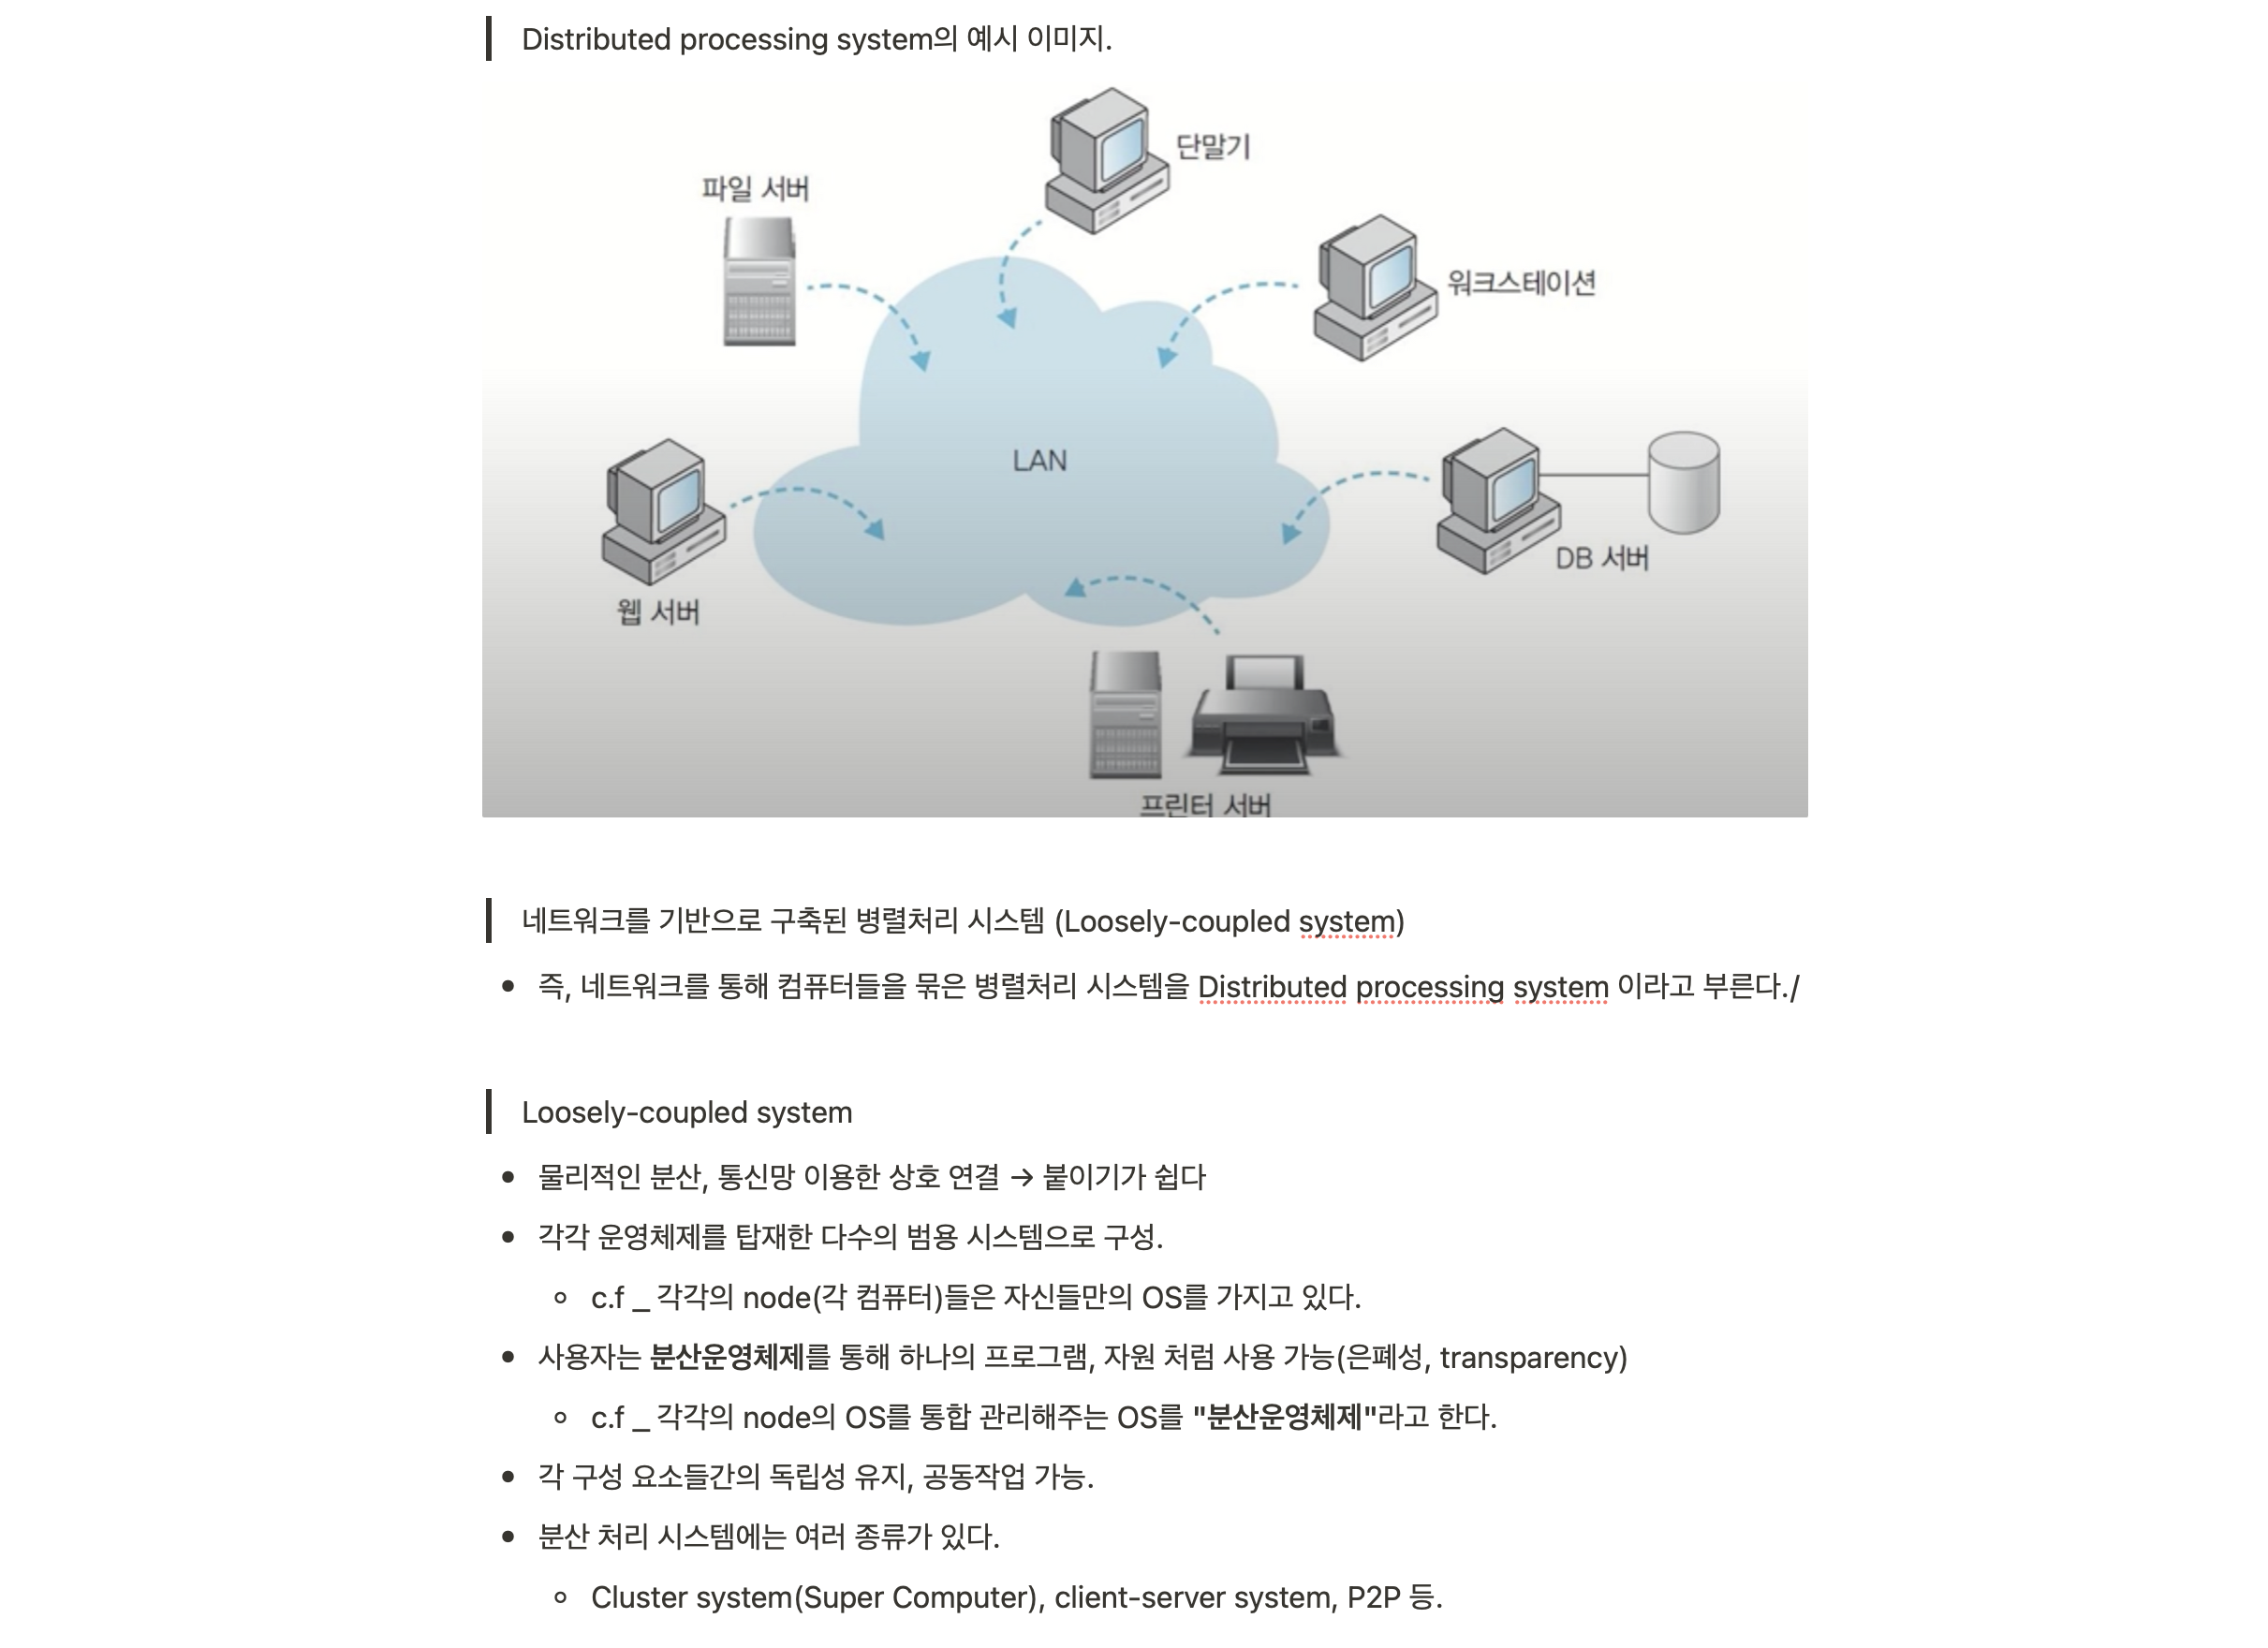 Distributed processing system의 예시 이미지.
단말기
파일 서버
워크스테이션
LAN
웹 서버
DB 서버
프린터 서버
네트워크를 기반으로 구축된 병렬처리 시스템 (Loosely-coupled system)
• 즉, 네트워크를 통해 컴퓨터들을 묶은 병렬처리 시스템을 Distributed processing system 이라고 부른다./
Loosely-coupled system
• 물리적인 분산, 통신망 이용한 상호 연결 → 붙이기가 쉽다
• 각각 운영체제를 탑재한 다수의 범용 시스템으로 구성.
◦ c.f _ 각각의 node(각 컴퓨터)들은 자신들만의 OS를 가지고 있다.
• 사용자는 분산운영체제를 통해 하나의 프로그램, 자원 처럼 사용 가능(은폐성, transparency)
◦ c.f _ 각각의 node의 OS를 통합 관리해주는 OS를 "분산운영체제"라고 한다.
• 각 구성 요소들간의 독립성 유지, 공동작업 가능.
• 분산 처리 시스템에는 여러 종류가 있다.
◦ Cluster system(Super Computer), client-server system, P2P 등.